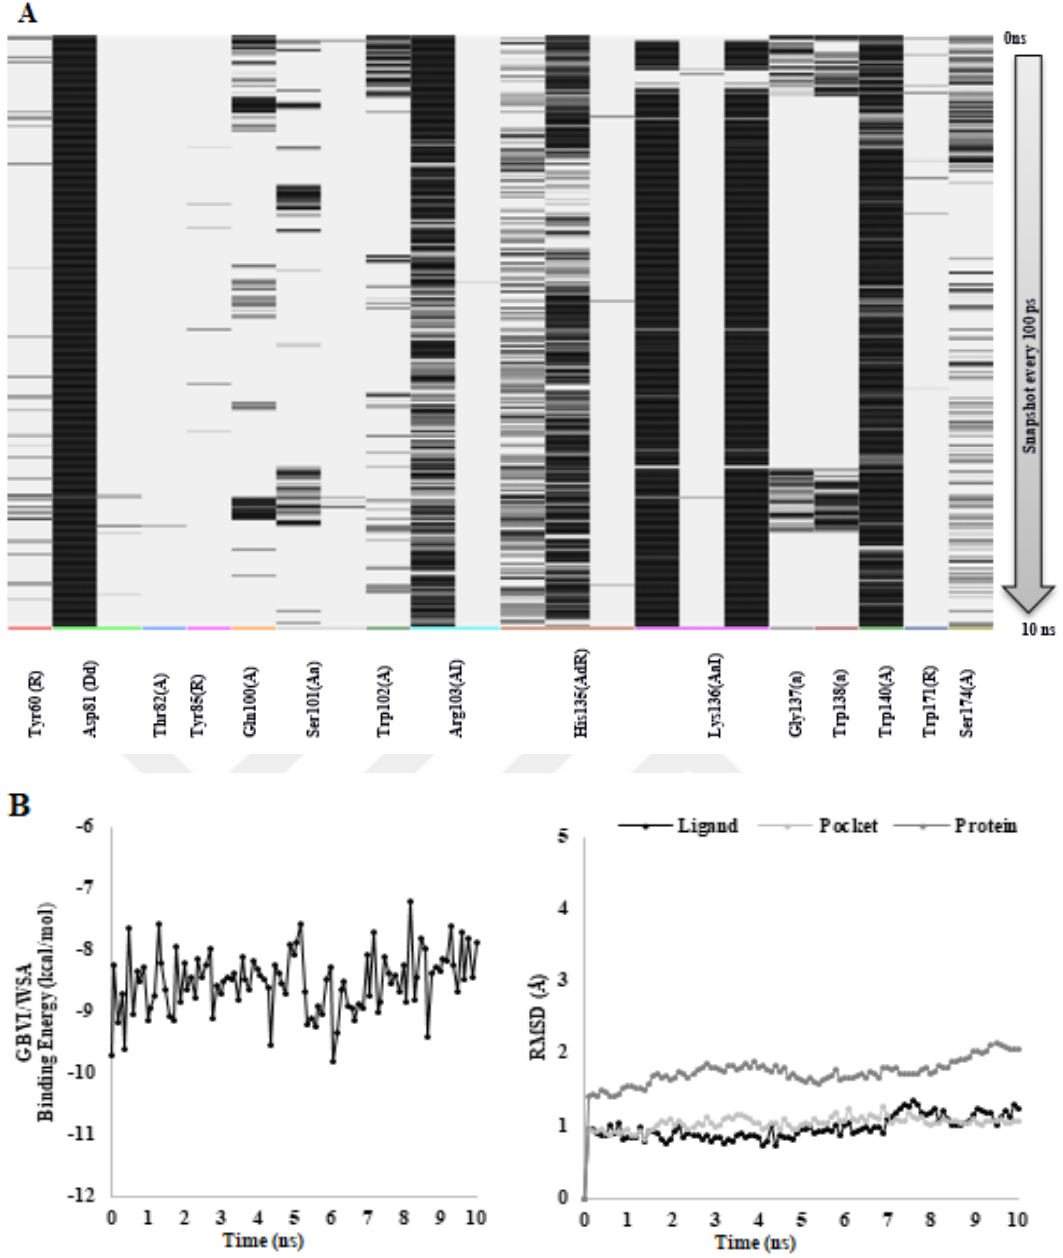 A
0ns
Snapshot every 100 ps
10 ns
Tyr60 (R)
Asp81 (Dd)
Thr82(A)
Tyr85(R)
Gln100(A)
Ser101(Aa)
Trp102(A)
Arg103(AI)
His135(AdR)
Lys136(AaI)
Gly137(a)
Trp138(a)
Trp140(A)
Trp171(R)
Ser174(A)
B
-6
-7
-8
-9
-10
-11
-12
GBVI/WSA
Binding Energy (kcal/mol)
0 1 2 3 4 5 6 7 8 9 10
Time (ns)
Ligand Pocket Protein
5
4
3
2
1
0
RMSD (Å)
0 1 2 3 4 5 6 7 8 9 10
Time (ns)